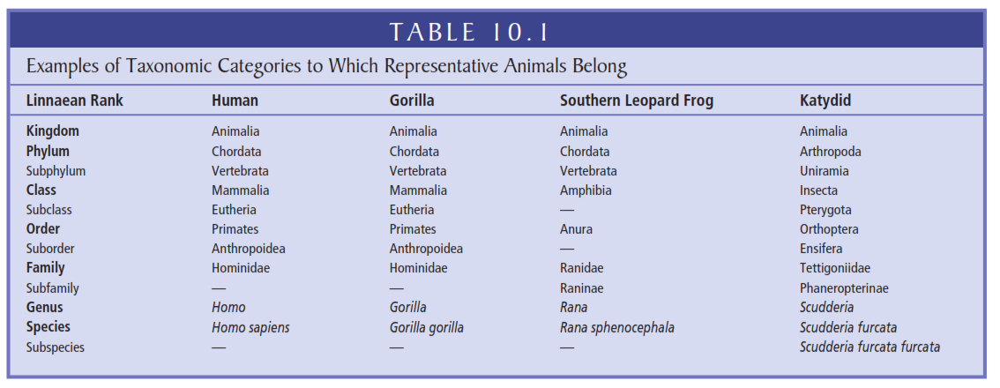 TABLE 10.1
Examples of Taxonomic Categories to Which Representative Animals Belong
Linnaean Rank Human Gorilla Southern Leopard Frog Katydid
Kingdom Animalia Animalia Animalia Animalia
Phylum Chordata Chordata Chordata Arthropoda
Subphylum Vertebrata Vertebrata Vertebrata Uniramia
Class Mammalia Mammalia Amphibia Insecta
Subclass Eutheria Eutheria — Pterygota
Order Primates Primates Anura Orthoptera
Suborder Anthropoidea Anthropoidea — Ensifera
Family Hominidae Hominidae Ranidae Tettigoniidae
Subfamily — — Raninae Phaneropterinae
Genus Homo Gorilla Rana Scudderia
Species Homo sapiens Gorilla gorilla Rana sphenocephala Scudderia furcata
Subspecies — — — Scudderia furcata furcata